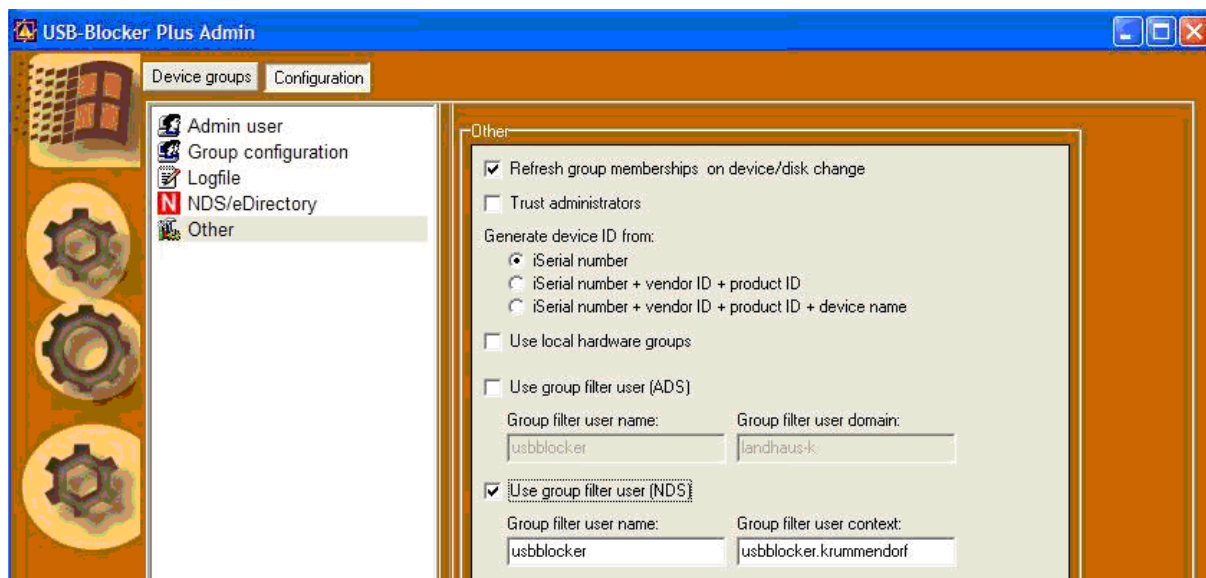 USB-Blocker Plus Admin
Device groups Configuration
Admin user
Group configuration
Logfile
N NDS/eDirectory
Other
Other
Refresh group memberships on device/disk change
Trust administrators
Generate device ID from:
iSerial number
iSerial number + vendor ID + product ID
iSerial number + vendor ID + product ID + device name
Use local hardware groups
Use group filter user (ADS)
Group filter user name: Group filter user domain:
usbblocker landhaus-k
Use group filter user (NDS)
Group filter user name: Group filter user context:
usbblocker usbblocker.krummendorf